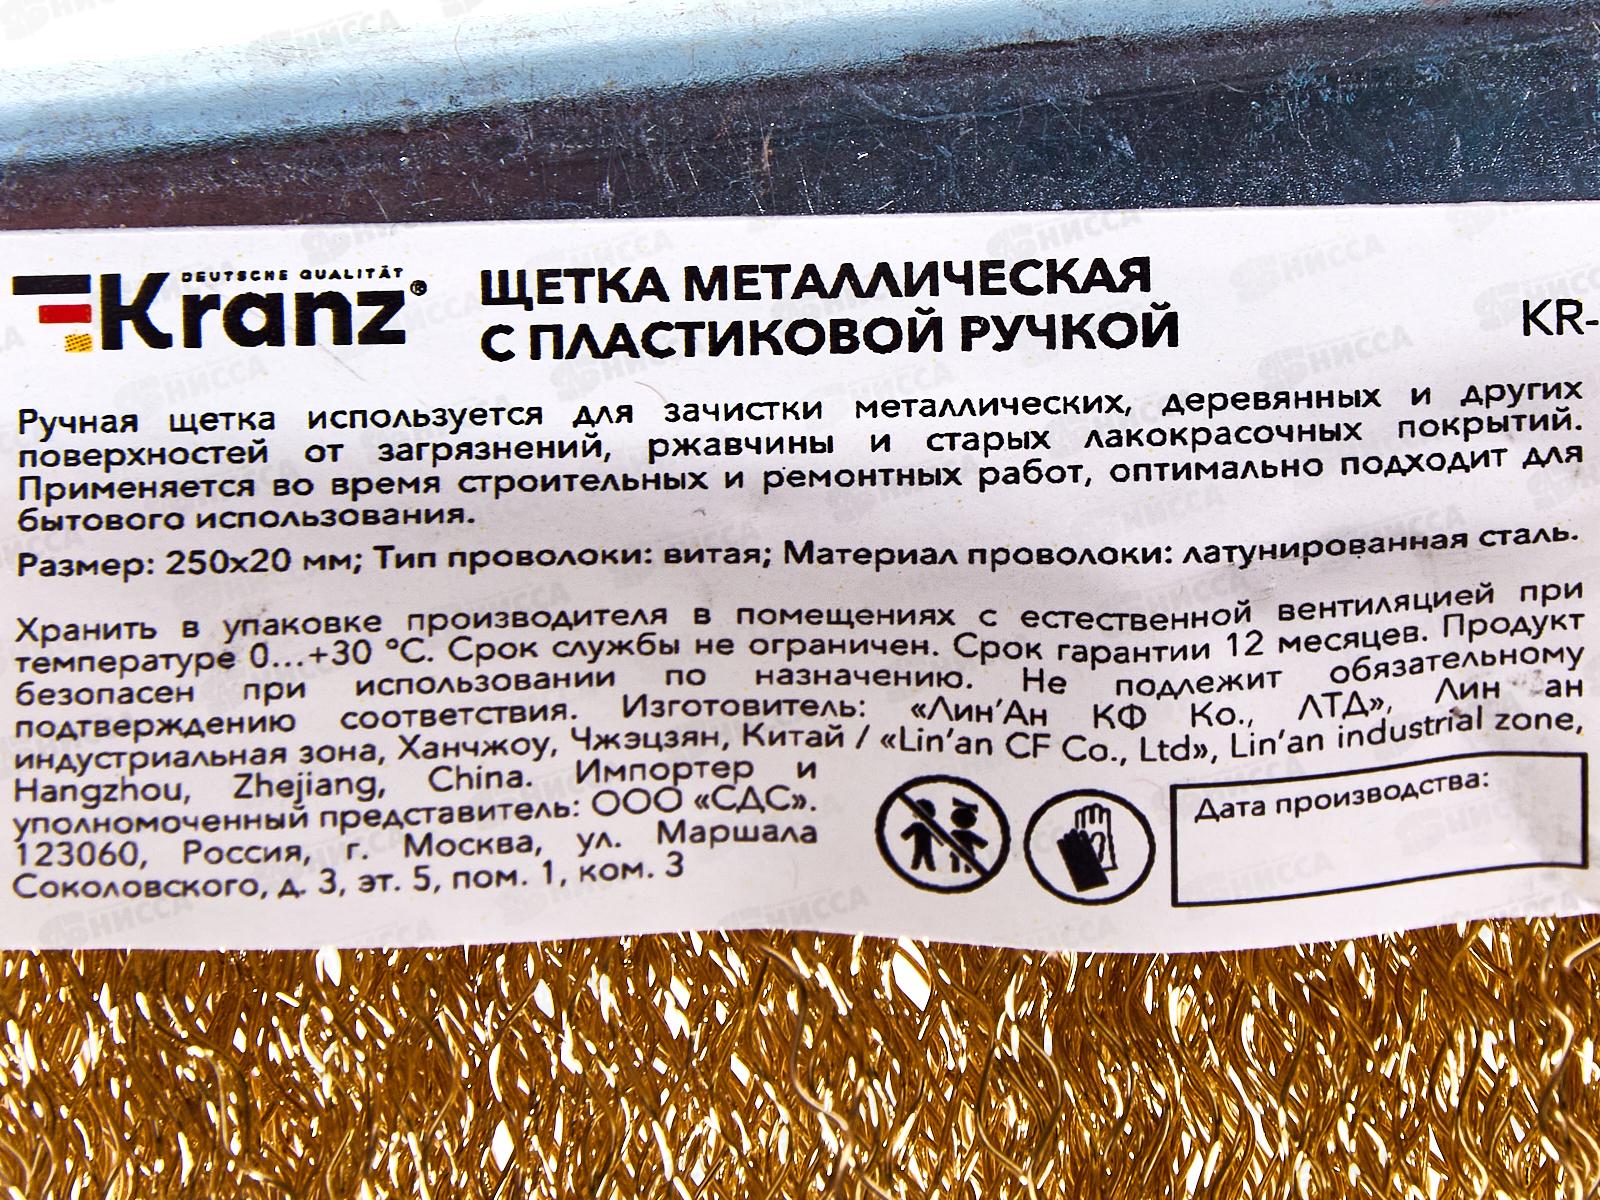 DEUTSCHE QUALITÄT
Kranz®
ЩЕТКА МЕТАЛЛИЧЕСКАЯ
С ПЛАСТИКОВОЙ РУЧКОЙ
KR-
Ручная щетка используется для зачистки металлических, деревянных и других
поверхностей от загрязнений, ржавчины и старых лакокрасочных покрытий.
Применяется во время строительных и ремонтных работ, оптимально подходит для
бытового использования.
Размер: 250x20 мм; Тип проволоки: витая; Материал проволоки: латунированная сталь.
Хранить в упаковке производителя в помещениях с естественной вентиляцией при
температуре 0...+30 °С. Срок службы не ограничен. Срок гарантии 12 месяцев. Продукт
безопасен при использовании по назначению. Не подлежит обязательному
подтверждению соответствия. Изготовитель: «Лин'Ан КФ Ко., ЛТД», Лин ан
индустриальная зона, Ханчжоу, Чжэцзян, Китай / «Lin'an CF Co., Ltd», Lin'an industrial zone,
Hangzhou, Zhejiang, China. Импортер и
уполномоченный представитель: ООО «СДС».
123060, Россия, г. Москва, ул. Маршала
Соколовского, д. 3, эт. 5, пом. 1, ком. 3
Дата производства:
НИССА